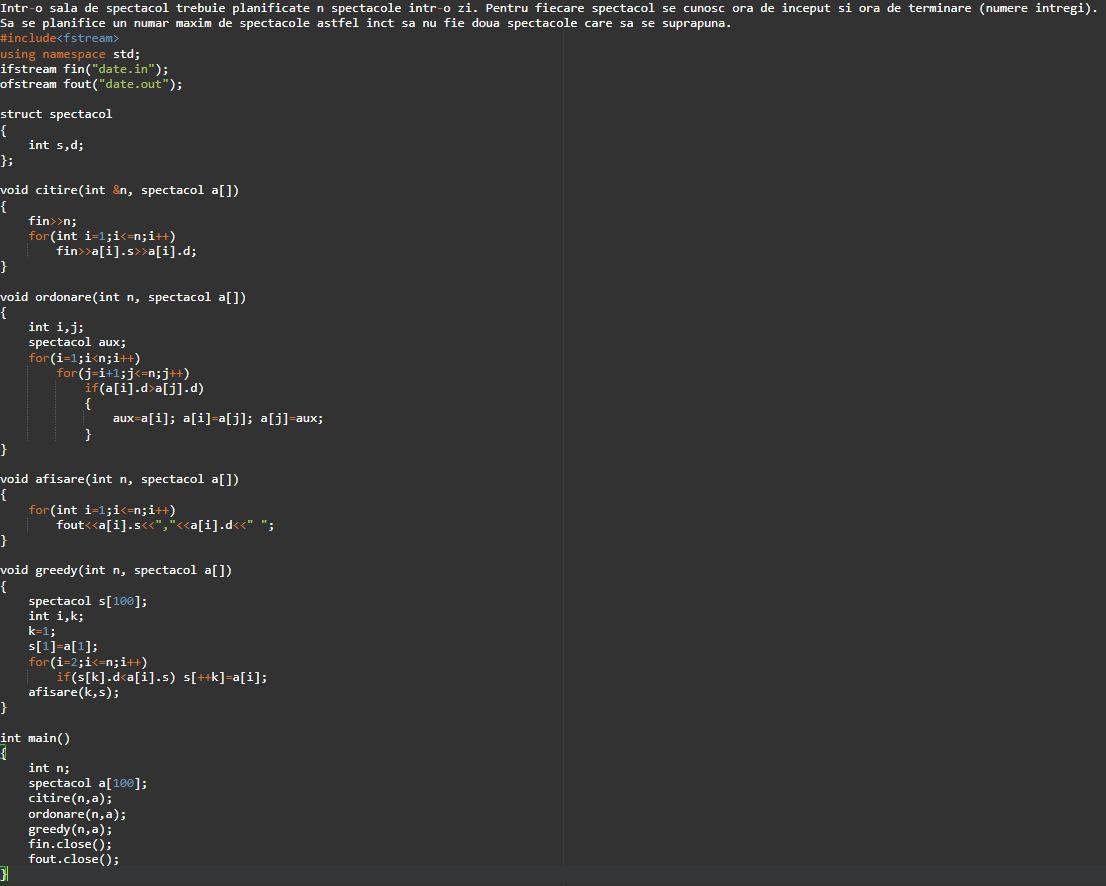 Intr-o sala de spectacol trebuie planificate n spectacole intr-o zi. Pentru fiecare spectacol se cunosc ora de inceput si ora de terminare (numere intregi).
Sa se planifice un numar maxim de spectacole astfel inct sa nu fie doua spectacole care sa se suprapuna.
#include<fstream>
using namespace std;
ifstream fin("date.in");
ofstream fout("date.out");

struct spectacol
{
    int s,d;
};

void citire(int &n, spectacol a[])
{
    fin>>n;
    for(int i=1;i<=n;i++)
        fin>>a[i].s>>a[i].d;
}

void ordonare(int n, spectacol a[])
{
    int i,j;
    spectacol aux;
    for(i=1;i<n;i++)
        for(j=i+1;j<=n;j++)
            if(a[i].d>a[j].d)
            {
                aux=a[i]; a[i]=a[j]; a[j]=aux;
            }
}

void afisare(int n, spectacol a[])
{
    for(int i=1;i<=n;i++)
        fout<<a[i].s<<","<<a[i].d<<" ";
}

void greedy(int n, spectacol a[])
{
    spectacol s[100];
    int i,k;
    k=1;
    s[1]=a[1];
    for(i=2;i<=n;i++)
        if(s[k].d<a[i].s) s[++k]=a[i];
    afisare(k,s);
}

int main()
{
    int n;
    spectacol a[100];
    citire(n,a);
    ordonare(n,a);
    greedy(n,a);
    fin.close();
    fout.close();
}